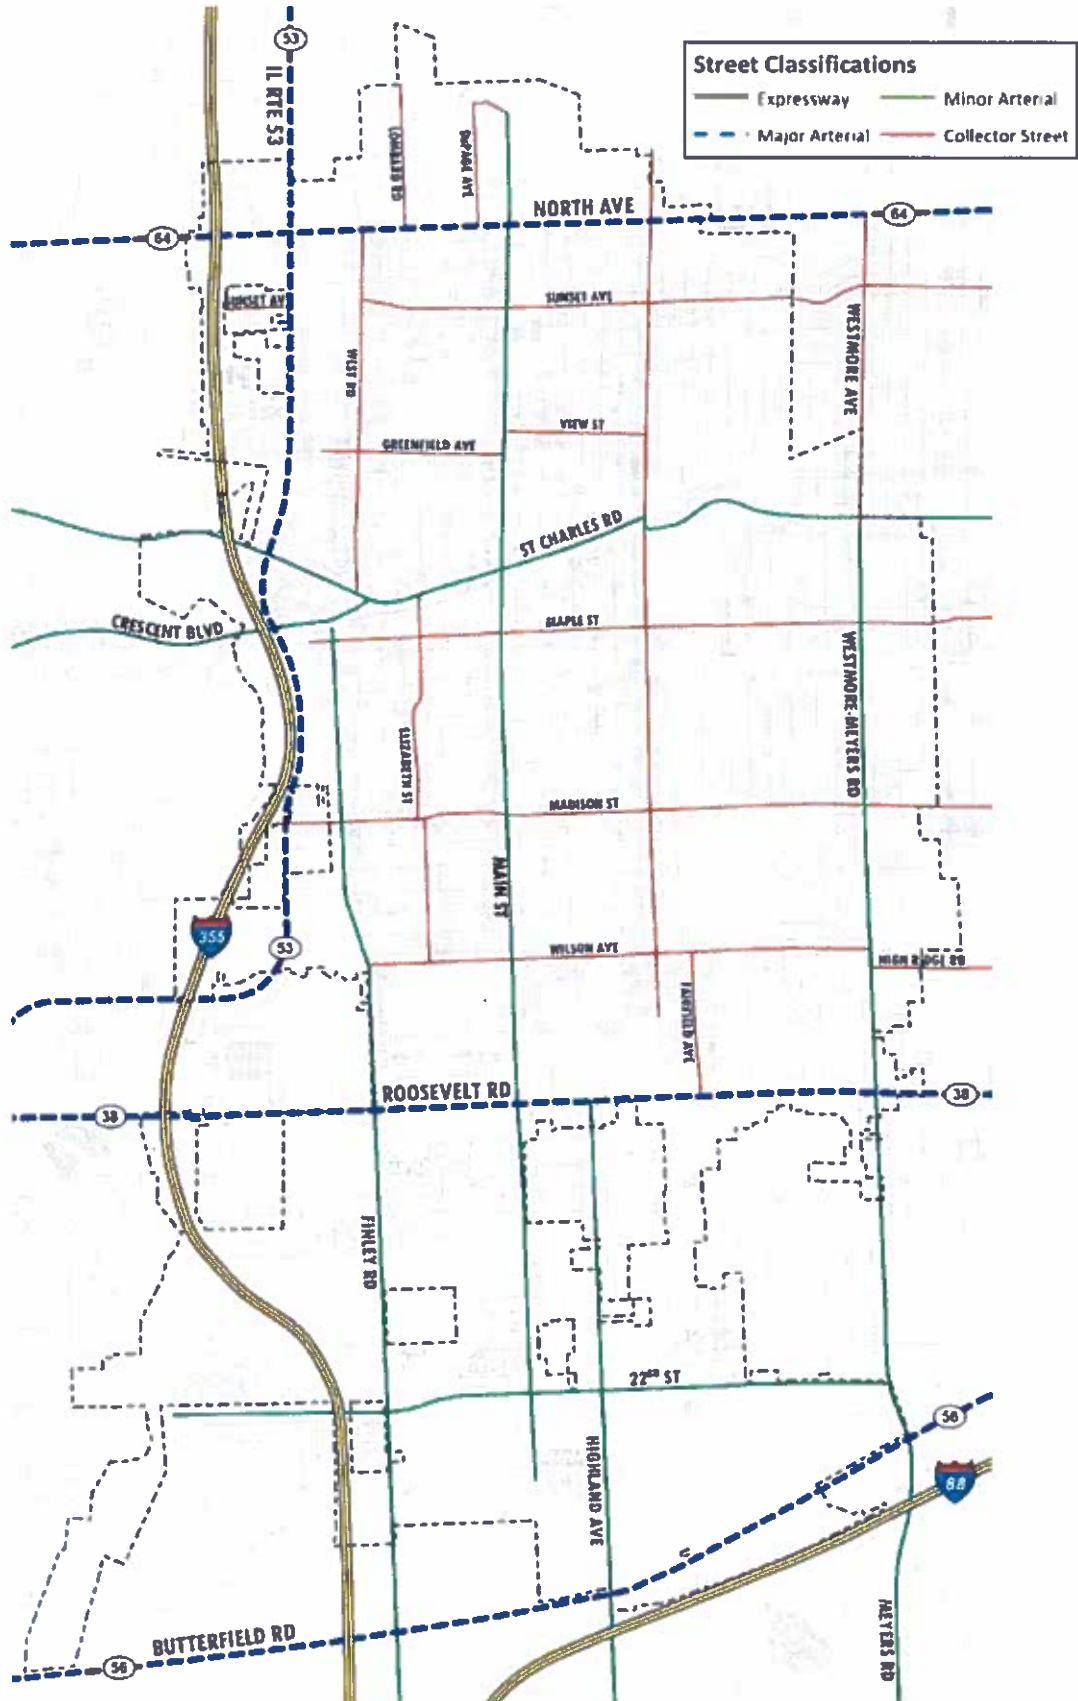 53
Street Classifications
Expressway
Minor Arterial
Major Arterial
Collector Street
IL RTE 53
LOMBARD RD
DUPAGE AVE
NORTH AVE
64
64
SUNSET AV
SUNSET AVE
WESTMORE AVE
WEST RD
VIEW ST
GREENFIELD AVE
ST CHARLES RD
CRESCENT BLVD
MAPLE ST
WESTMORE-MEYERS RD
ELIZABETH ST
MADISON ST
MAIN ST
355
53
WILSON AVE
HIGH RIDGE RD
FAIRFIELD AVE
ROOSEVELT RD
38
38
FINLEY RD
22ND ST
56
HIGHLAND AVE
88
BUTTERFIELD RD
56
MEYERS RD